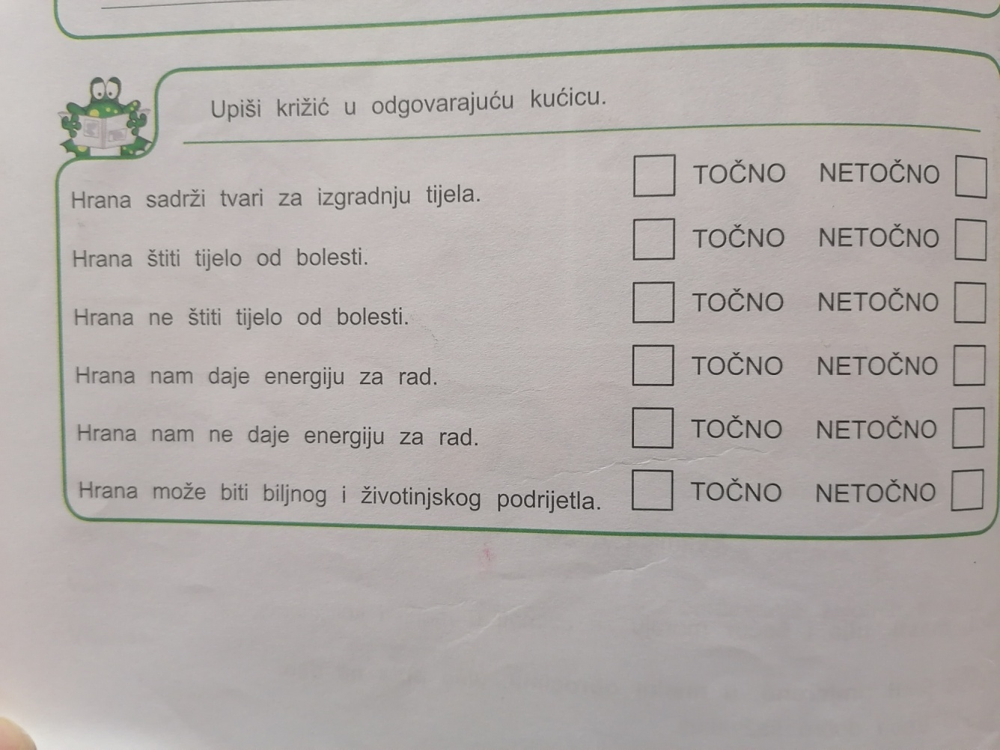 Upiši križić u odgovarajuću kućicu.
Hrana sadrži tvari za izgradnju tijela. TOČNO NETOČNO
Hrana štiti tijelo od bolesti. TOČNO NETOČNO
Hrana ne štiti tijelo od bolesti. TOČNO NETOČNO
Hrana nam daje energiju za rad. TOČNO NETOČNO
Hrana nam ne daje energiju za rad. TOČNO NETOČNO
Hrana može biti biljnog i životinjskog podrijetla. TOČNO NETOČNO